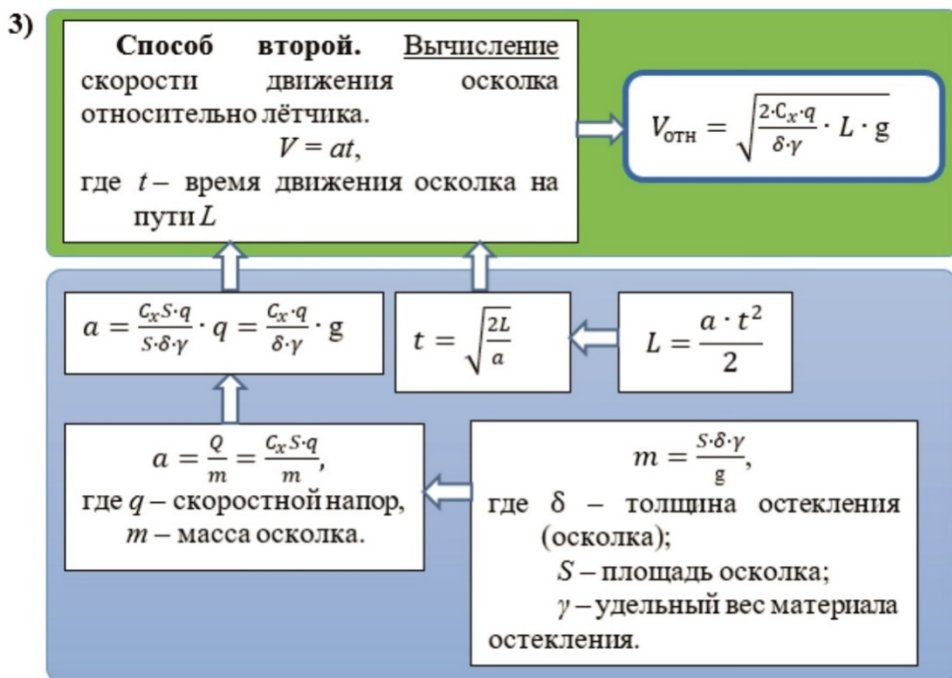 3)
Способ второй. Вычисление
скорости движения осколка
относительно лётчика.
V = at,
где t – время движения осколка на
пути L
V_отн = √(2·C_x·q / δ·γ) · L · g
a = C_x S·q / S·δ·γ · q = C_x·q / δ·γ · g
t = √(2L / a)
L = a · t² / 2
a = Q / m = C_x S·q / m,
где q – скоростной напор,
m – масса осколка.
m = S·δ·γ / g,
где δ – толщина остекления
(осколка);
S – площадь осколка;
γ – удельный вес материала
остекления.